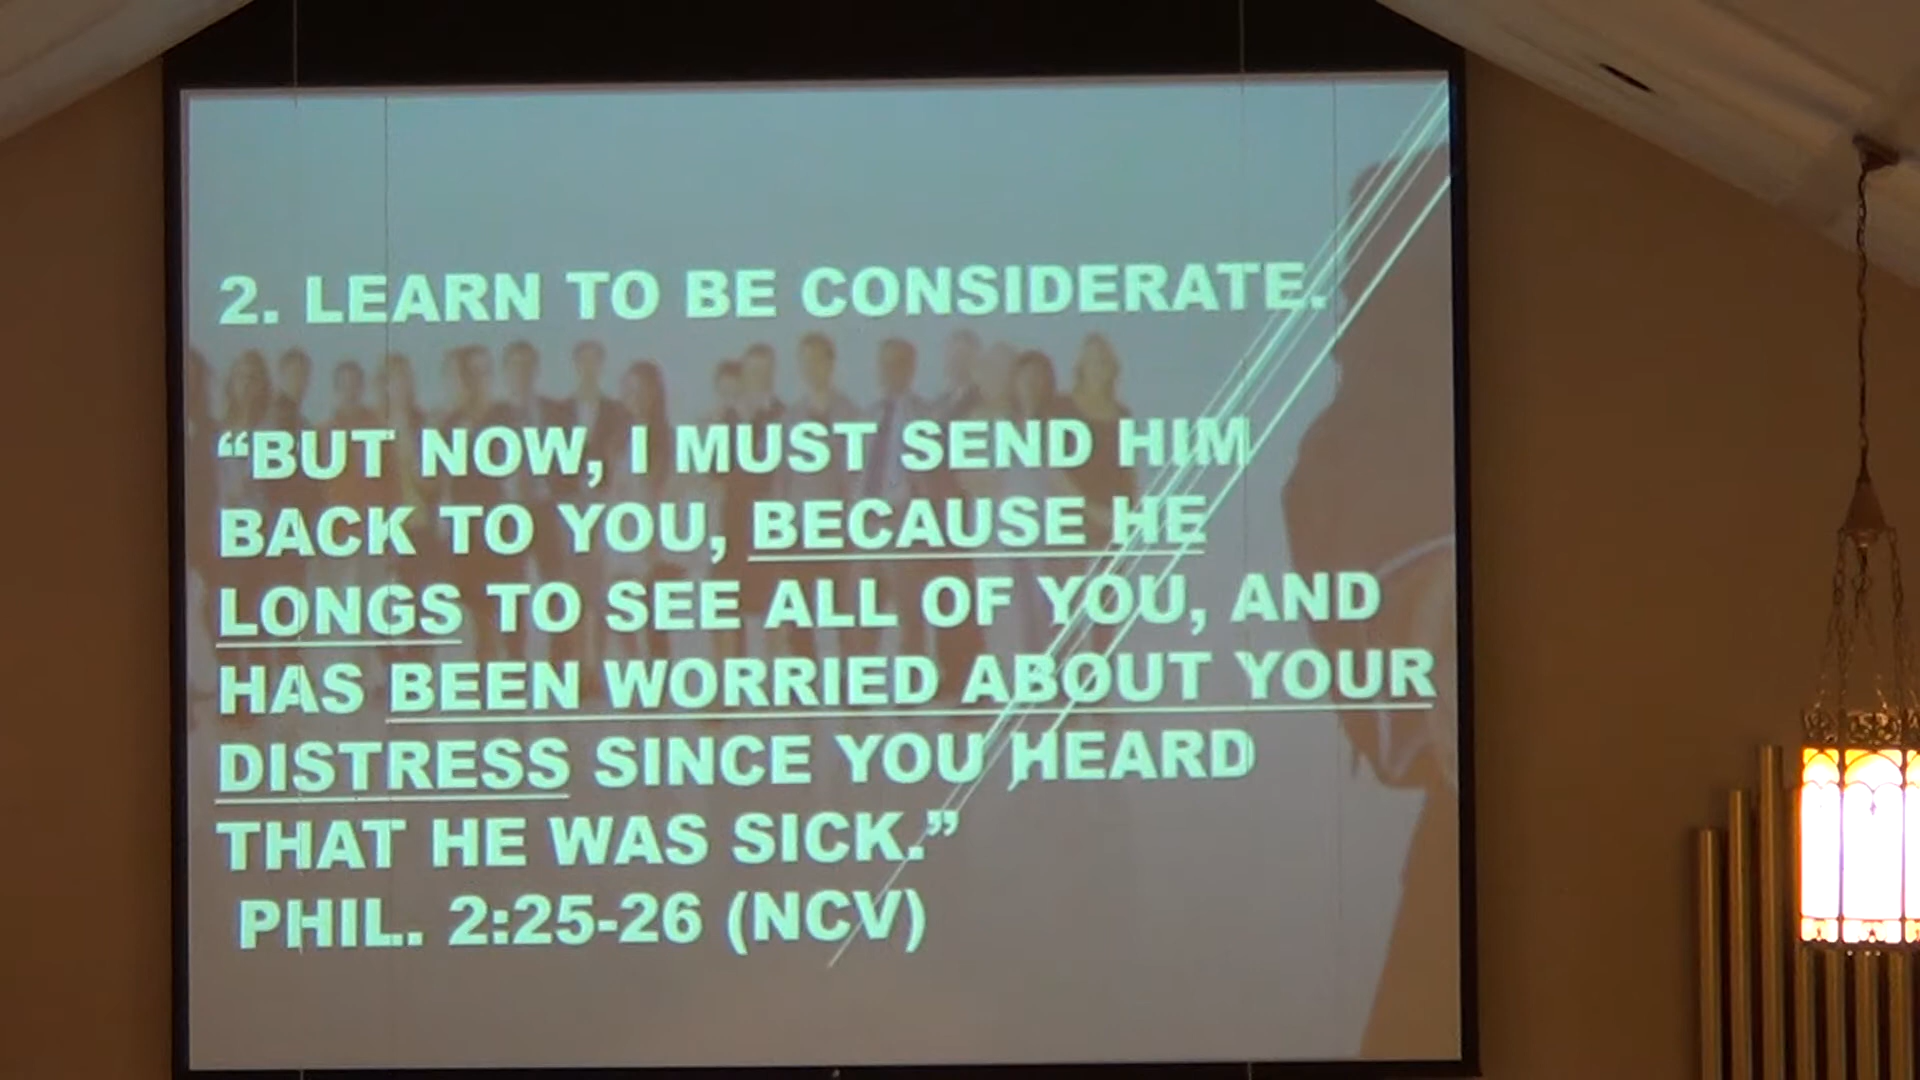 2. LEARN TO BE CONSIDERATE.
“BUT NOW, I MUST SEND HIM
BACK TO YOU, BECAUSE HE
LONGS TO SEE ALL OF YOU, AND
HAS BEEN WORRIED ABOUT YOUR
DISTRESS SINCE YOU HEARD
THAT HE WAS SICK.”
PHIL. 2:25-26 (NCV)